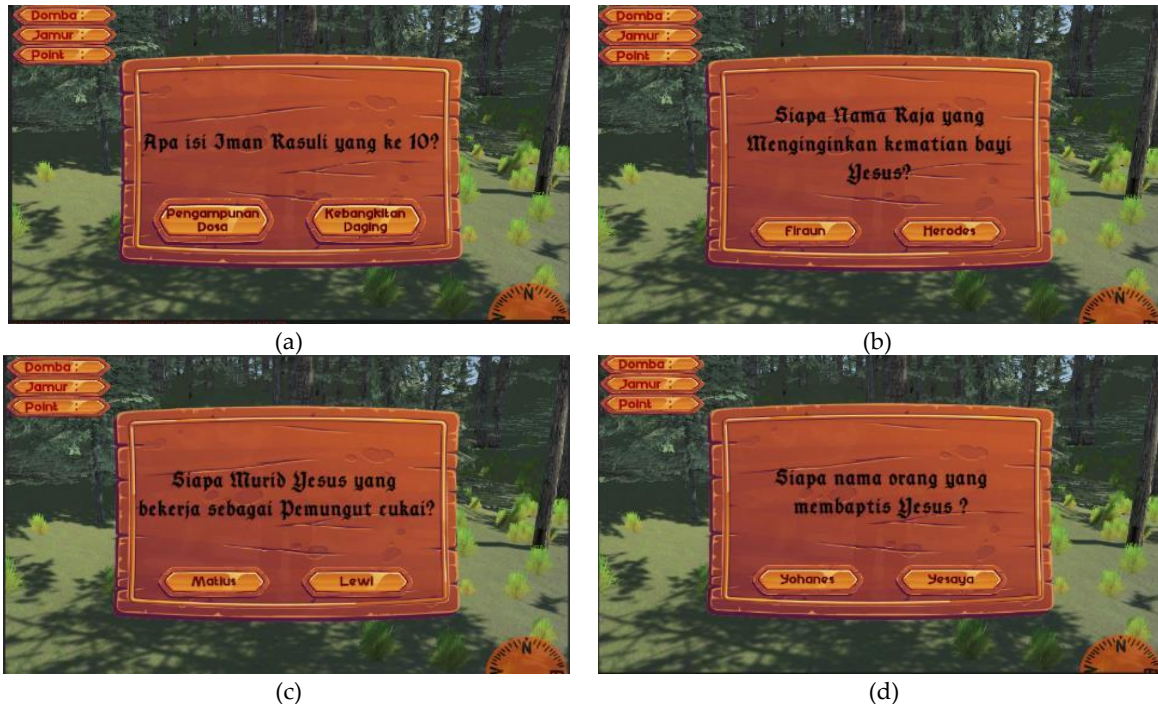 Domba :
Jamur :
Point :
Apa isi Iman Rasuli yang ke 10?
Pengampunan
Dosa
Kebangkitan
Daging
N
(a)
Domba :
Jamur :
Point :
Siapa Nama Raja yang
Menginginkan kematian bayi
Yesus?
Firaun
Herodes
N
(b)
Domba :
Jamur :
Point :
Siapa Murid Yesus yang
bekerja sebagai Pemungut cukai?
Matius
Lewi
N
(c)
Domba :
Jamur :
Point :
Siapa nama orang yang
membaptis Yesus ?
Yohanes
Yesaya
N
(d)